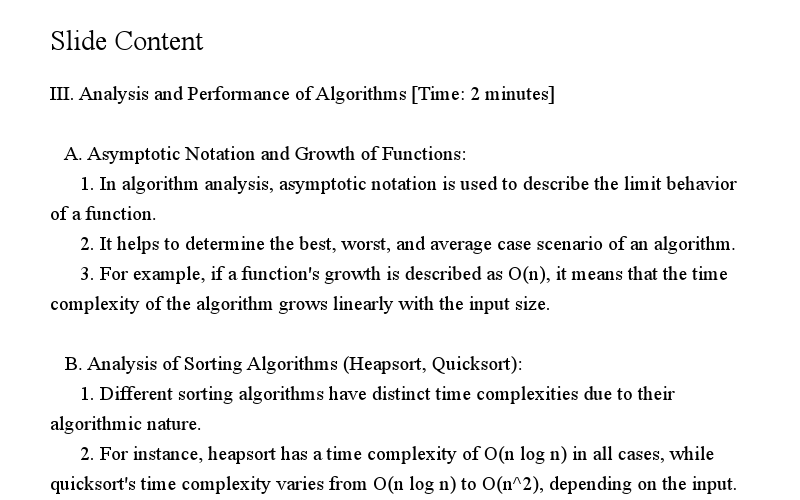 Slide Content
III. Analysis and Performance of Algorithms [Time: 2 minutes]
A. Asymptotic Notation and Growth of Functions:
1. In algorithm analysis, asymptotic notation is used to describe the limit behavior
of a function.
2. It helps to determine the best, worst, and average case scenario of an algorithm.
3. For example, if a function's growth is described as O(n), it means that the time
complexity of the algorithm grows linearly with the input size.
B. Analysis of Sorting Algorithms (Heapsort, Quicksort):
1. Different sorting algorithms have distinct time complexities due to their
algorithmic nature.
2. For instance, heapsort has a time complexity of O(n log n) in all cases, while
quicksort's time complexity varies from O(n log n) to O(n^2), depending on the input.